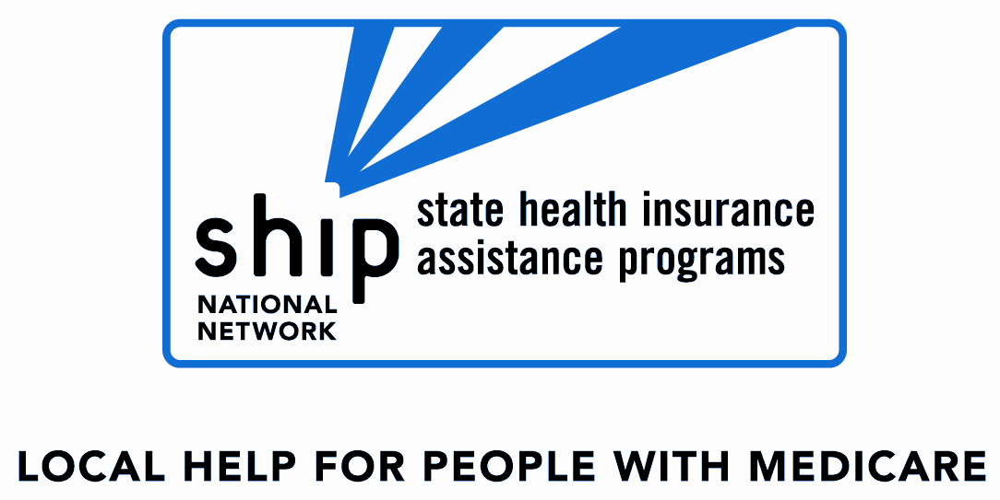 ship
state health insurance
assistance programs
NATIONAL
NETWORK
LOCAL HELP FOR PEOPLE WITH MEDICARE